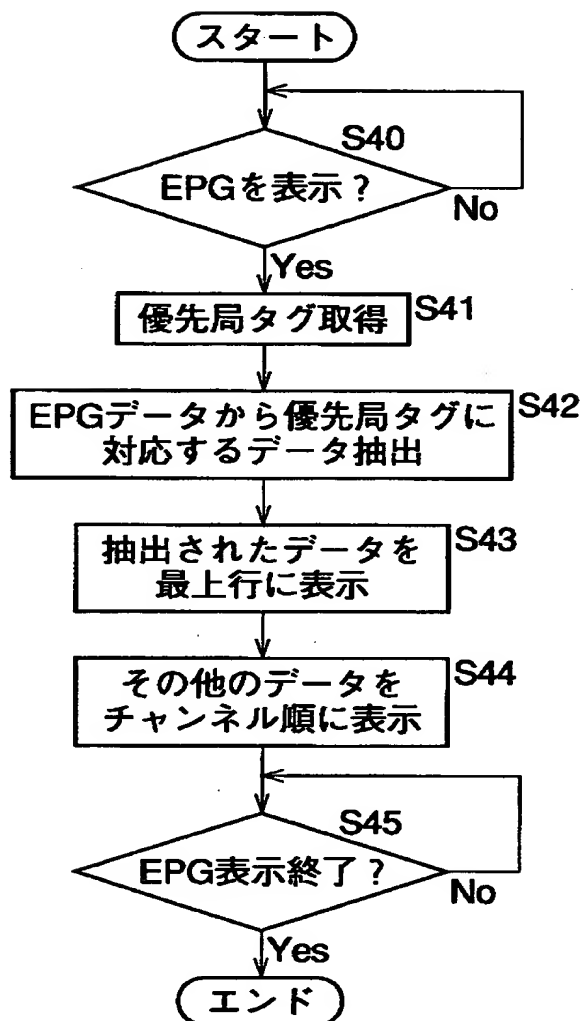 スタート
S40
EPGを表示？
No
Yes
優先局タグ取得
S41
EPGデータから優先局タグに
対応するデータ抽出
S42
抽出されたデータを
最上行に表示
S43
その他のデータを
チャンネル順に表示
S44
S45
EPG表示終了？
No
Yes
エンド